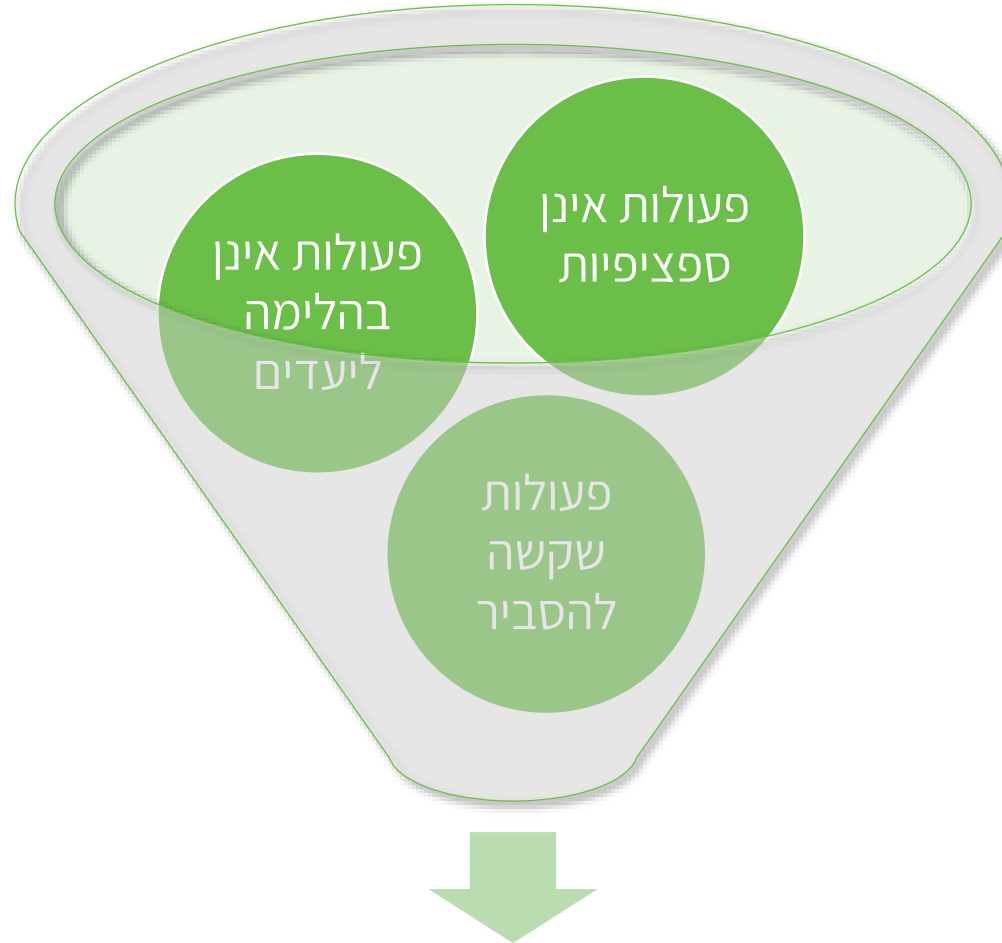 פעולות אינן
ספציפיות
פעולות אינן
בהלימה
ליעדים
פעולות
שקשה
להסביר